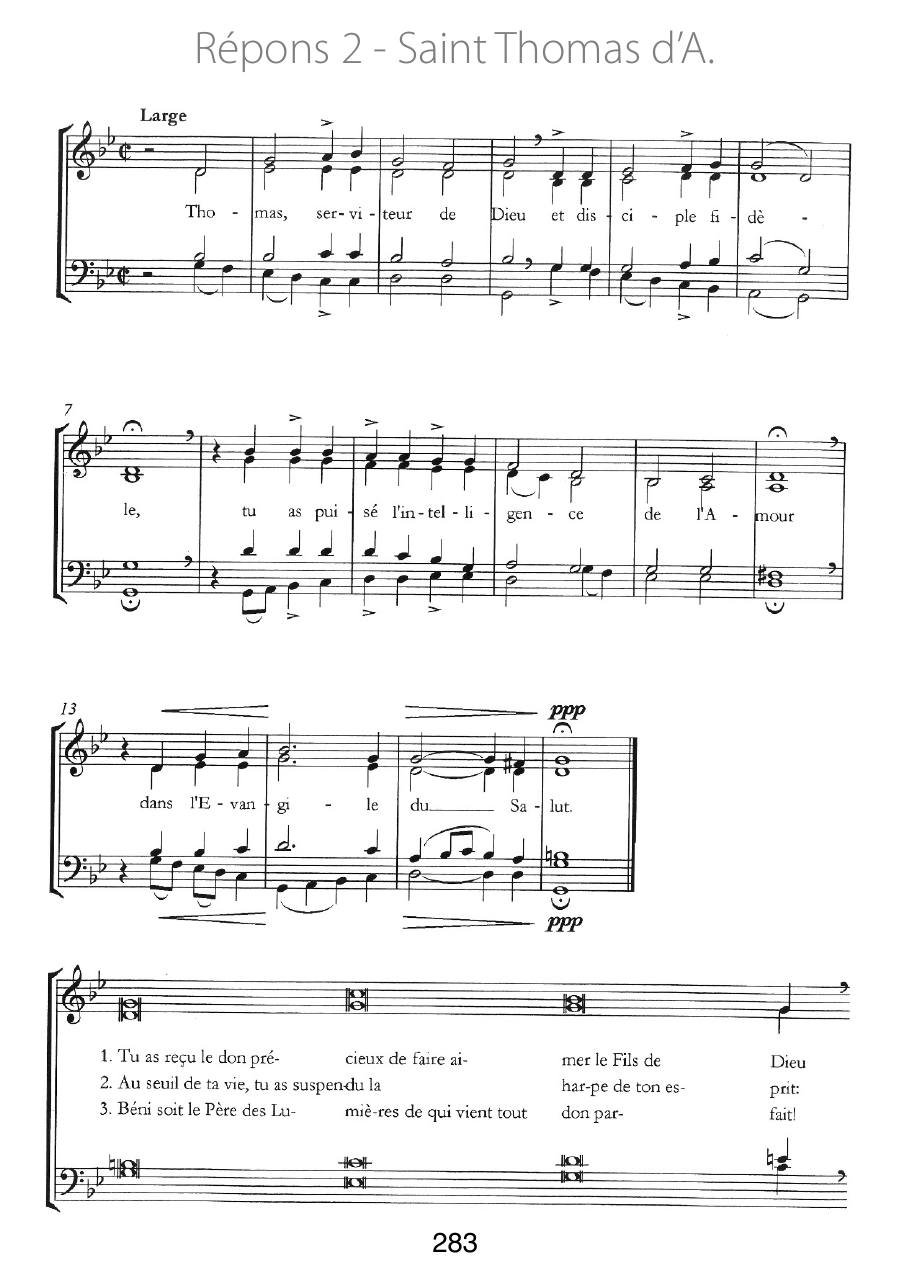 Répons 2 - Saint Thomas d'A.
Large
Tho - mas, ser - vi - teur de Dieu et dis - ci - ple fi - dè -
7
le, tu as pui - sé l'in - tel - li - gen - ce de l'A - mour
13
ppp
dans l'E - van - gi - le du Sa - lut.
ppp
1. Tu as reçu le don pré- cieux de faire ai- mer le Fils de Dieu
2. Au seuil de ta vie, tu as suspendu la har-pe de ton es- prit:
3. Béni soit le Père des Lu- miè-res de qui vient tout don par- fait!
283